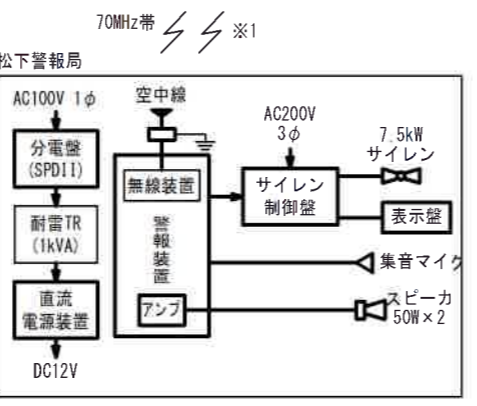 70MHz帯 ※1
松下警報局
AC100V 1φ
分電盤
(SPDII)
耐雷TR
(1kVA)
直流
電源装置
DC12V
空中線
無線装置
警報装置
アンプ
AC200V
3φ
サイレン
制御盤
7.5kW
サイレン
表示盤
集音マイク
スピーカ
50W×2